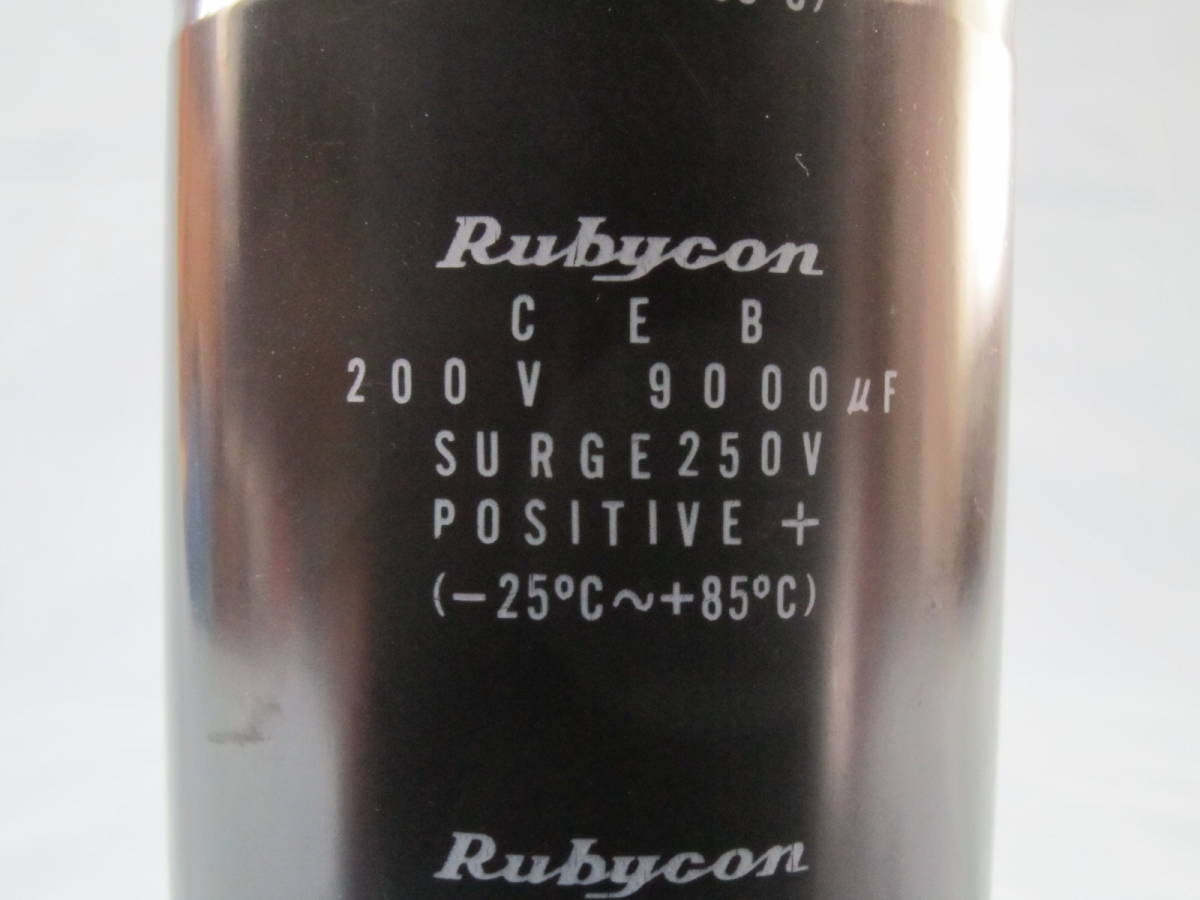 Rubycon
C E B
200V 9000μF
SURGE250V
POSITIVE +
(−25°C~+85°C)
Rubycon